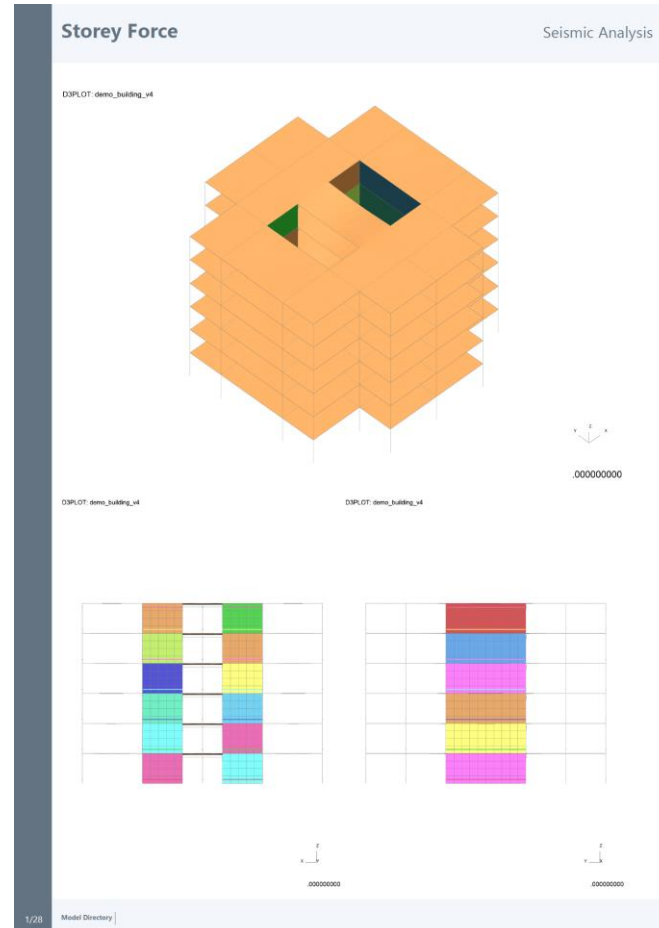 Storey Force
Seismic Analysis
D3PLOT: demo_building_v4
Y Z X
.000000000
D3PLOT: demo_building_v4
D3PLOT: demo_building_v4
Z
X Y
.000000000
Z
Y X
.000000000
1/28
Model Directory